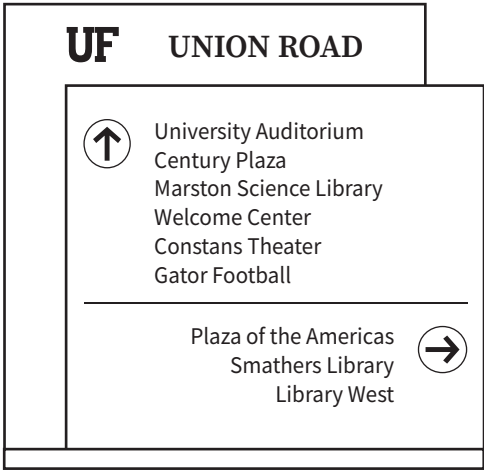 UF UNION ROAD
University Auditorium
Century Plaza
Marston Science Library
Welcome Center
Constans Theater
Gator Football
Plaza of the Americas
Smathers Library
Library West